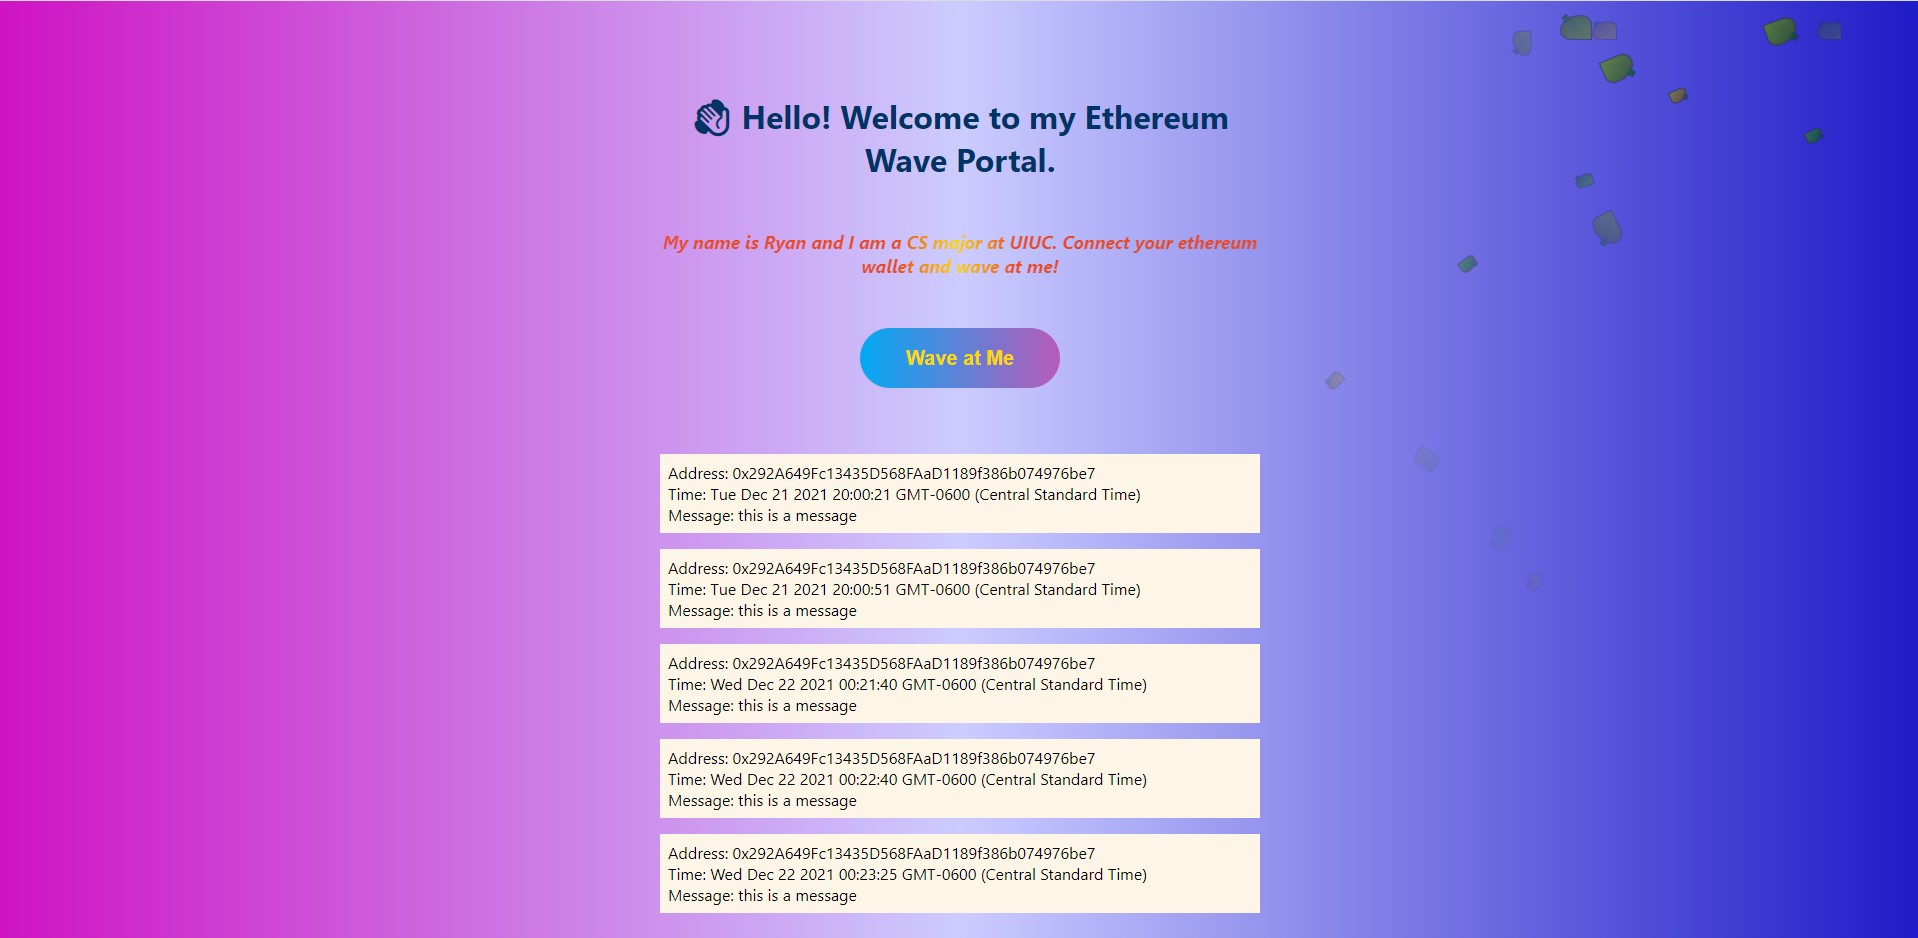 👋 Hello! Welcome to my Ethereum
Wave Portal.
My name is Ryan and I am a CS major at UIUC. Connect your ethereum
wallet and wave at me!
Wave at Me
Address: 0x292A649Fc13435D568FAaD1189f386b074976be7
Time: Tue Dec 21 2021 20:00:21 GMT-0600 (Central Standard Time)
Message: this is a message
Address: 0x292A649Fc13435D568FAaD1189f386b074976be7
Time: Tue Dec 21 2021 20:00:51 GMT-0600 (Central Standard Time)
Message: this is a message
Address: 0x292A649Fc13435D568FAaD1189f386b074976be7
Time: Wed Dec 22 2021 00:21:40 GMT-0600 (Central Standard Time)
Message: this is a message
Address: 0x292A649Fc13435D568FAaD1189f386b074976be7
Time: Wed Dec 22 2021 00:22:40 GMT-0600 (Central Standard Time)
Message: this is a message
Address: 0x292A649Fc13435D568FAaD1189f386b074976be7
Time: Wed Dec 22 2021 00:23:25 GMT-0600 (Central Standard Time)
Message: this is a message